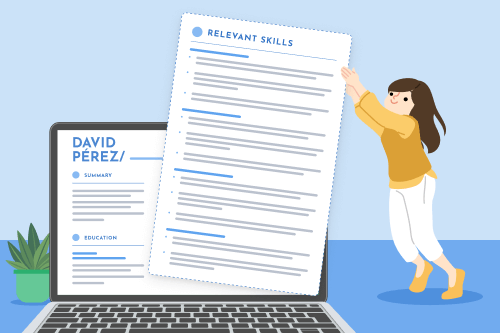 RELEVANT SKILLS
DAVID
PÉREZ/
SUMMARY
EDUCATION